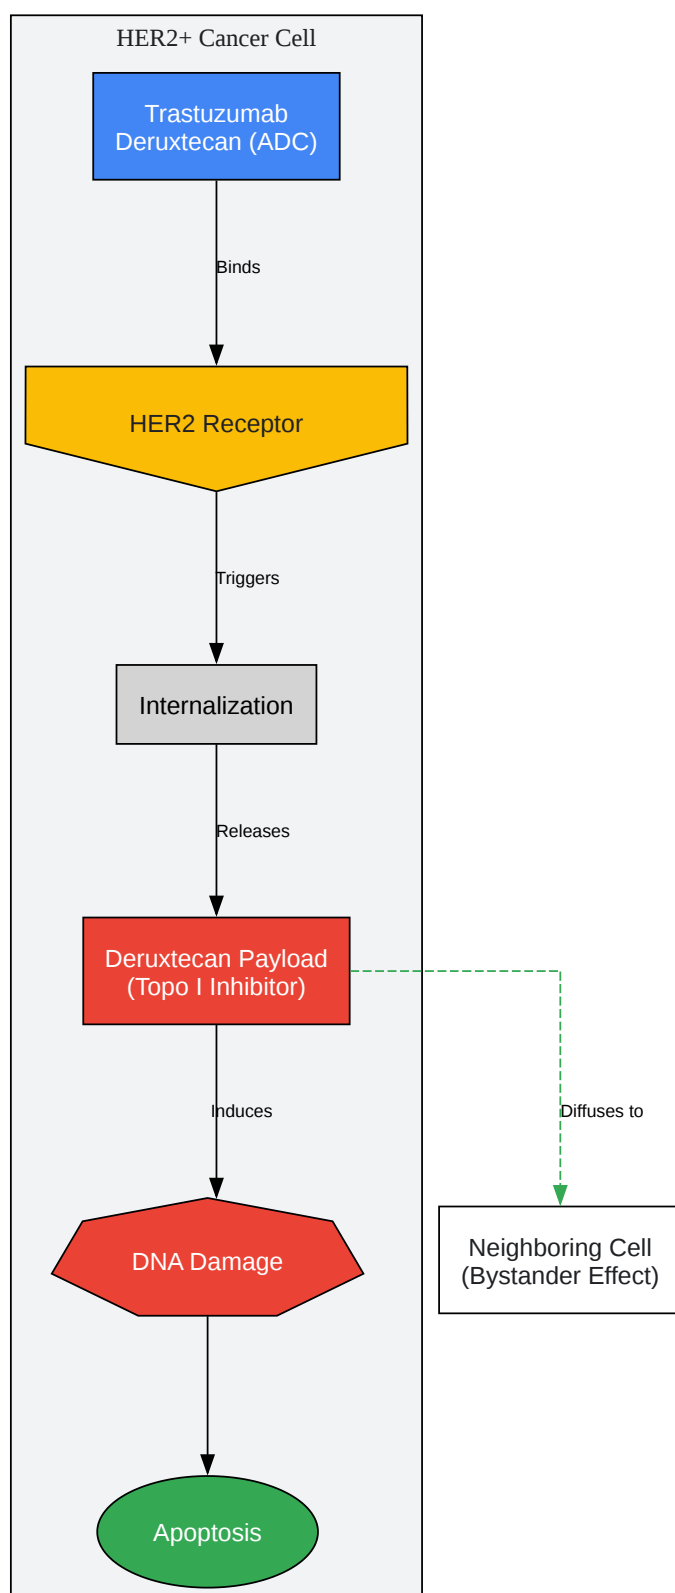 HER2+ Cancer Cell
Trastuzumab
Deruxtecan (ADC)
Binds
HER2 Receptor
Triggers
Internalization
Releases
Deruxtecan Payload
(Topo I Inhibitor)
Induces
Diffuses to
DNA Damage
Neighboring Cell
(Bystander Effect)
Apoptosis